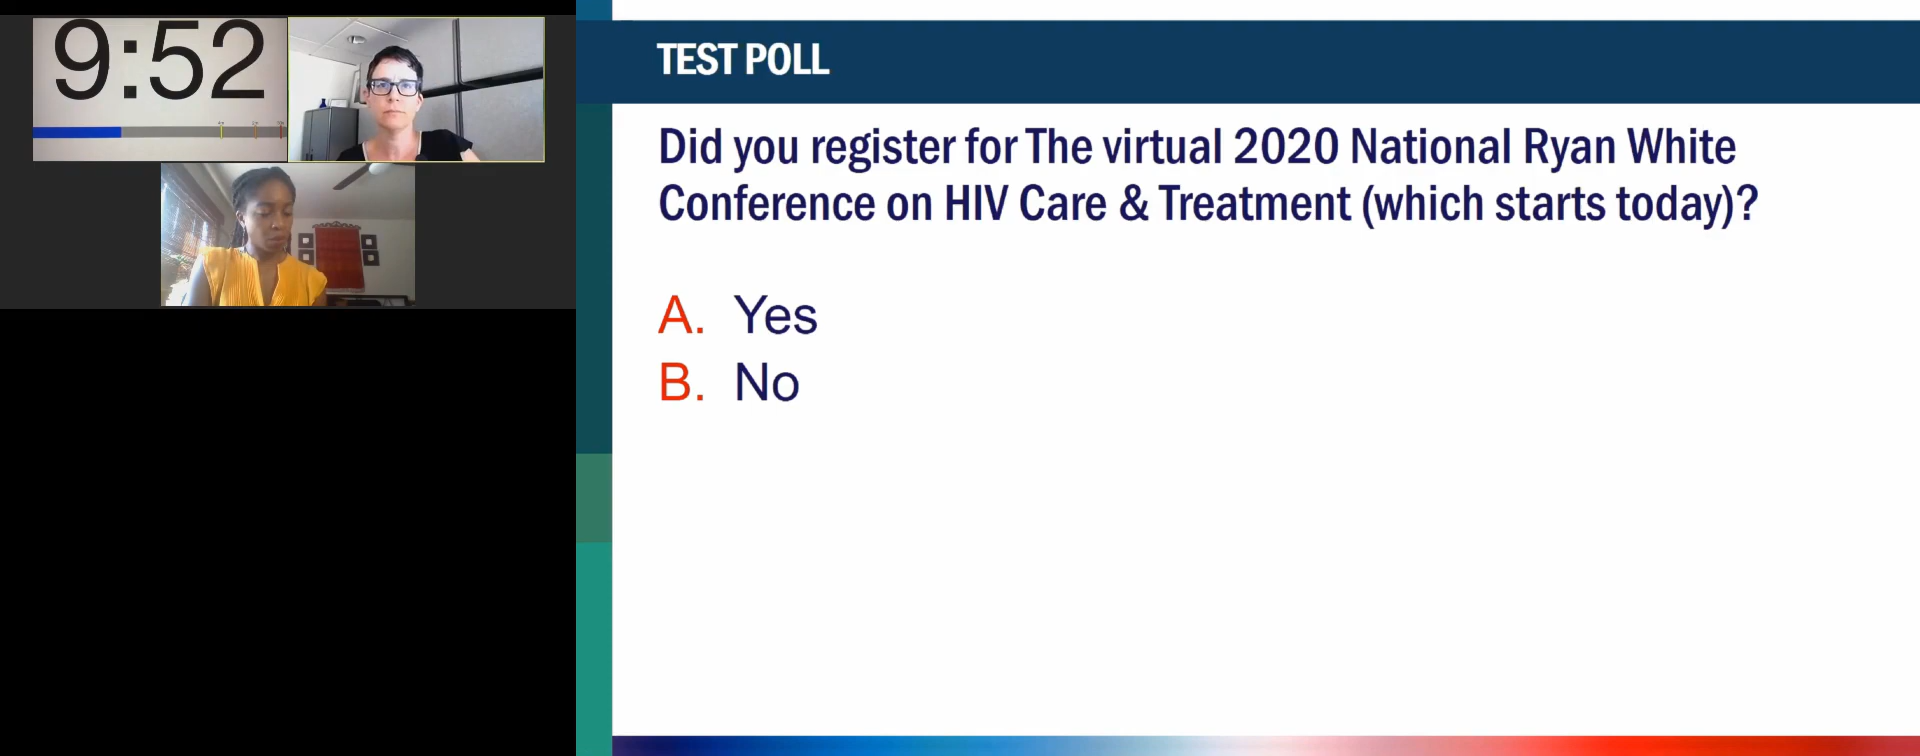 9:52
TEST POLL
Did you register for The virtual 2020 National Ryan White
Conference on HIV Care & Treatment (which starts today)?
A. Yes
B. No